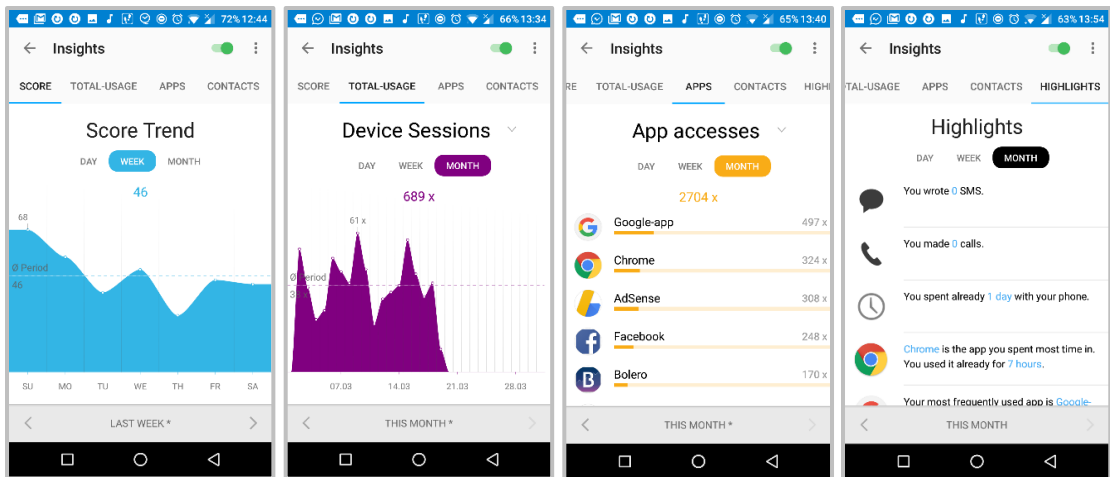 72% 12:44
Insights
SCORE TOTAL-USAGE APPS CONTACTS
Score Trend
DAY WEEK MONTH
46
68
Ø Period
46
SU MO TU WE TH FR SA
LAST WEEK *
66% 13:34
Insights
SCORE TOTAL-USAGE APPS CONTACTS
Device Sessions
DAY WEEK MONTH
689 x
61 x
Ø Period
07.03 14.03 21.03 28.03
THIS MONTH *
65% 13:40
Insights
RE TOTAL-USAGE APPS CONTACTS HIGH
App accesses
DAY WEEK MONTH
2704 x
Google-app 497 x
Chrome 324 x
AdSense 308 x
Facebook 248 x
Bolero 170 x
THIS MONTH *
63% 13:54
Insights
TAL-USAGE APPS CONTACTS HIGHLIGHTS
Highlights
DAY WEEK MONTH
You wrote 0 SMS.
You made 0 calls.
You spent already 1 day with your phone.
Chrome is the app you spent most time in.
You used it already for 7 hours.
Your most frequently used app is Google-
THIS MONTH